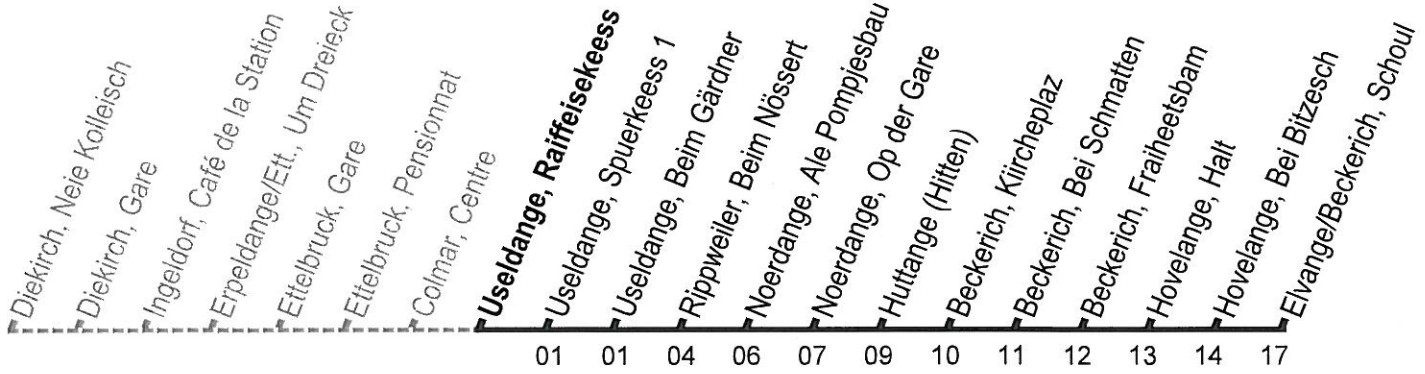 Diekirch, Neie Kolleisch
Diekirch, Gare
Ingeldorf, Café de la Station
Erpeldange/Ett., Um Dreieck
Ettelbruck, Gare
Ettelbruck, Pensionnat
Colmar, Centre
Useldange, Raiffeisekeess
Useldange, Spuerkeess 1
Useldange, Beim Gärdner
Rippweiler, Beim Nössert
Noerdange, Ale Pompjesbau
Noerdange, Op der Gare
Huttange (Hitten)
Beckerich, Kiircheplaz
Beckerich, Bei Schmatten
Beckerich, Fraiheetsbam
Hovelange, Halt
Hovelange, Bei Bitzesch
Elvange/Beckerich, Schoul
01 01 04 06 07 09 10 11 12 13 14 17